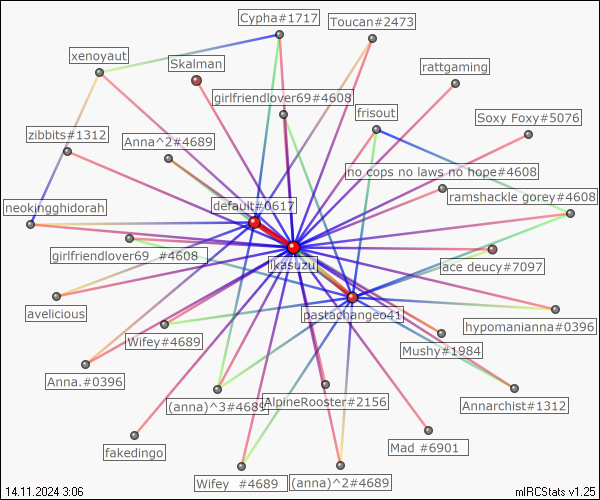 Cypha#1717
Toucan#2473
xenoyaut
Skalman
rattgaming
girlfriendlover69#4608
frisout
Soxy Foxy#5076
zibbits#1312
Anna^2#4689
no cops no laws no hope#4608
ramshackle gorey#4608
neokingghidorah
default#0617
girlfriendlover69 #4608
ikasuzu
ace deucy#7097
avelicious
pastachangeo41
hypomanianna#0396
Wifey#4689
Mushy#1984
Anna.#0396
(anna)^3#4689
AlpineRooster#2156
Annarchist#1312
fakedingo
Mad #6901
Wifey #4689
(anna)^2#4689
14.11.2024 3:06
mIRCStats v1.25